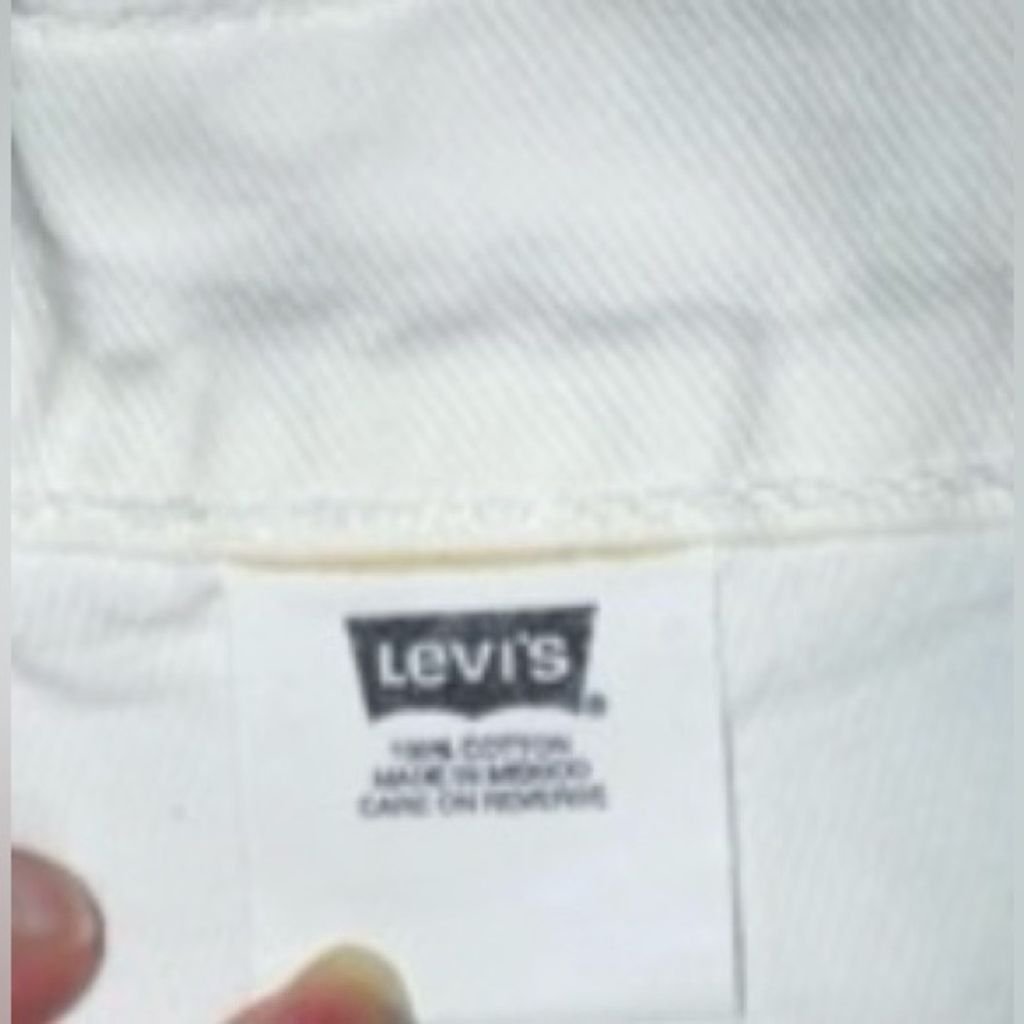 LEVI'S®
100% COTTON
MADE IN MEXICO
CARE ON REVERSE